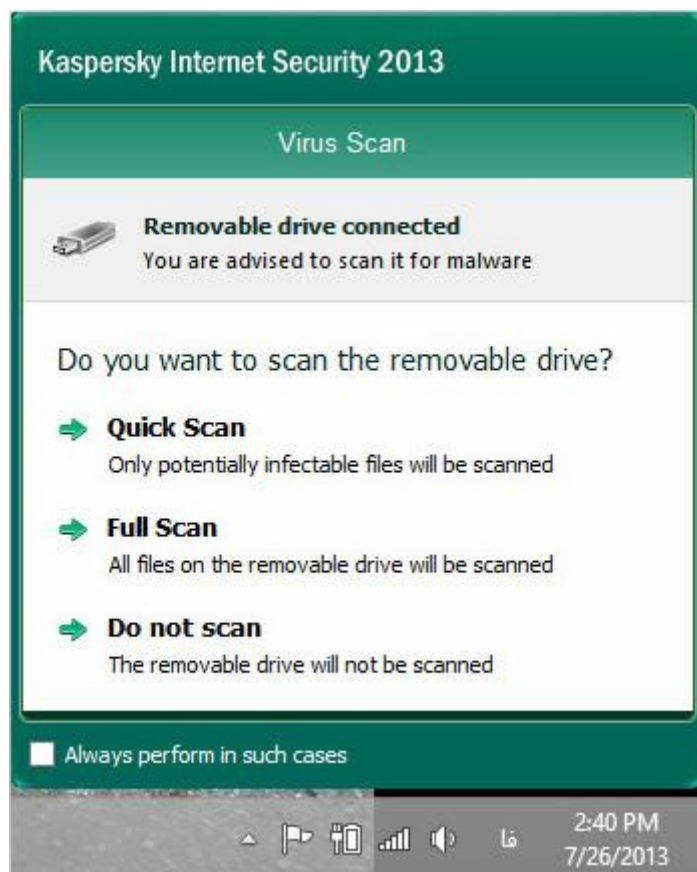 Kaspersky Internet Security 2013
Virus Scan
Removable drive connected
You are advised to scan it for malware
Do you want to scan the removable drive?
Quick Scan
Only potentially infectable files will be scanned
Full Scan
All files on the removable drive will be scanned
Do not scan
The removable drive will not be scanned
Always perform in such cases
فا
2:40 PM
7/26/2013